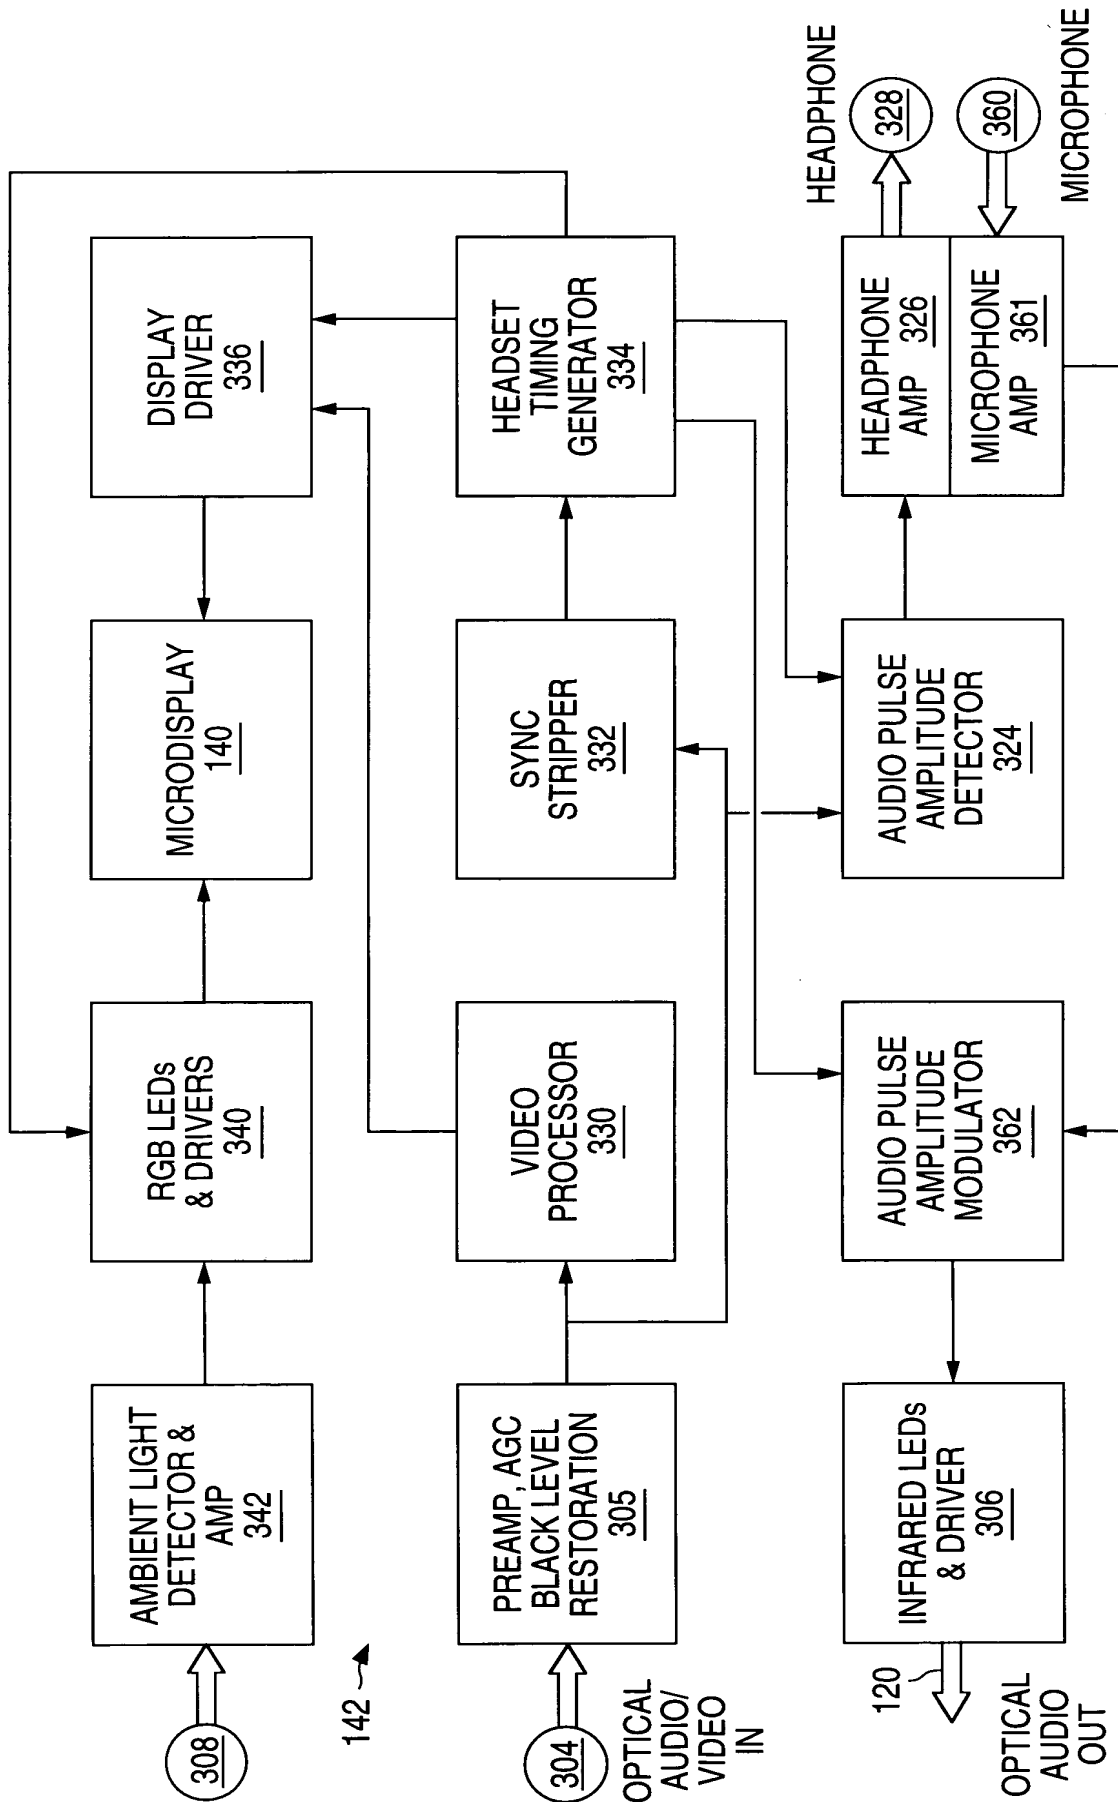 308
AMBIENT LIGHT
DETECTOR &
AMP
342
RGB LEDs
& DRIVERS
340
MICRODISPLAY
140
DISPLAY
DRIVER
336
142
304
OPTICAL
AUDIO/
VIDEO
IN
PREAMP, AGC
BLACK LEVEL
RESTORATION
305
VIDEO
PROCESSOR
330
SYNC
STRIPPER
332
HEADSET
TIMING
GENERATOR
334
120
OPTICAL
AUDIO
OUT
INFRARED LEDs
& DRIVER
306
AUDIO PULSE
AMPLITUDE
MODULATOR
362
AUDIO PULSE
AMPLITUDE
DETECTOR
324
HEADPHONE
AMP 326
MICROPHONE
AMP 361
HEADPHONE
328
360
MICROPHONE